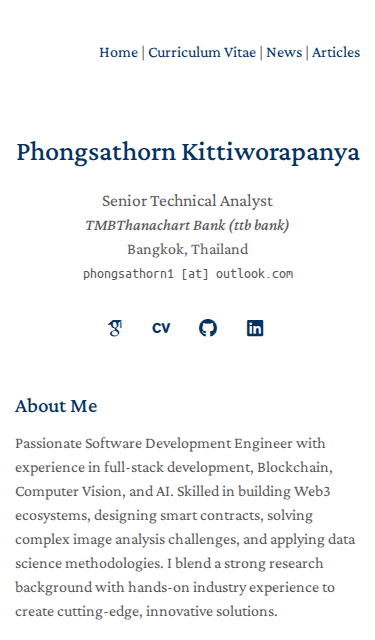 Home | Curriculum Vitae | News | Articles
Phongsathorn Kittiworapanya
Senior Technical Analyst
TMBThanachart Bank (ttb bank)
Bangkok, Thailand
phongsathorn1 [at] outlook.com
CV
About Me
Passionate Software Development Engineer with
experience in full-stack development, Blockchain,
Computer Vision, and AI. Skilled in building Web3
ecosystems, designing smart contracts, solving
complex image analysis challenges, and applying data
science methodologies. I blend a strong research
background with hands-on industry experience to
create cutting-edge, innovative solutions.